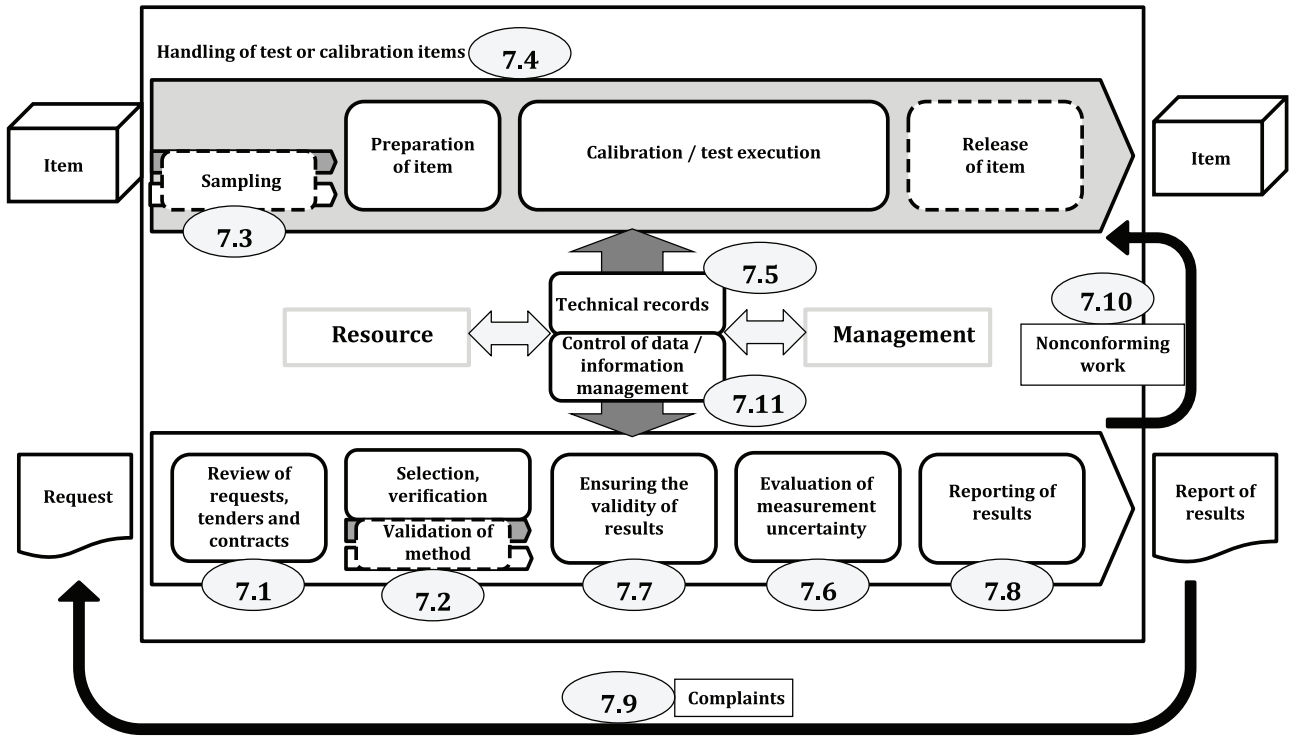 Handling of test or calibration items
7.4
Item
Sampling
7.3
Preparation
of item
Calibration / test execution
Release
of item
Item
7.5
Technical records
Resource
Management
Control of data /
information
management
7.11
7.10
Nonconforming
work
Request
Review of
requests,
tenders and
contracts
7.1
Selection,
verification
Validation of
method
7.2
Ensuring the
validity of
results
7.7
Evaluation of
measurement
uncertainty
7.6
Reporting of
results
7.8
Report of
results
7.9
Complaints